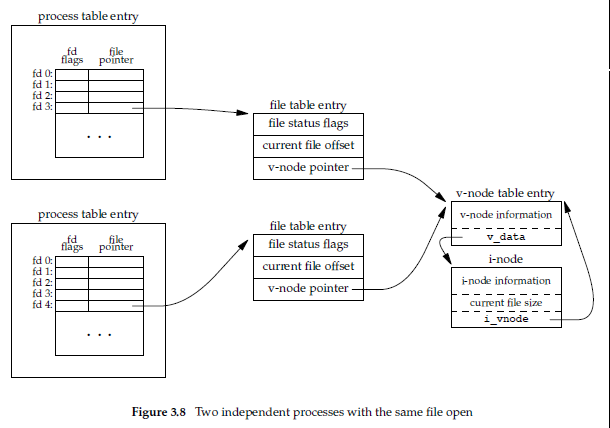 process table entry
fd file
flags pointer
fd 0:
fd 1:
fd 2:
fd 3:
. . .
file table entry
file status flags
current file offset
v-node pointer
process table entry
fd file
flags pointer
fd 0:
fd 1:
fd 2:
fd 3:
fd 4:
. . .
file table entry
file status flags
current file offset
v-node pointer
v-node table entry
v-node information
v_data
i-node
i-node information
current file size
i_vnode
Figure 3.8 Two independent processes with the same file open